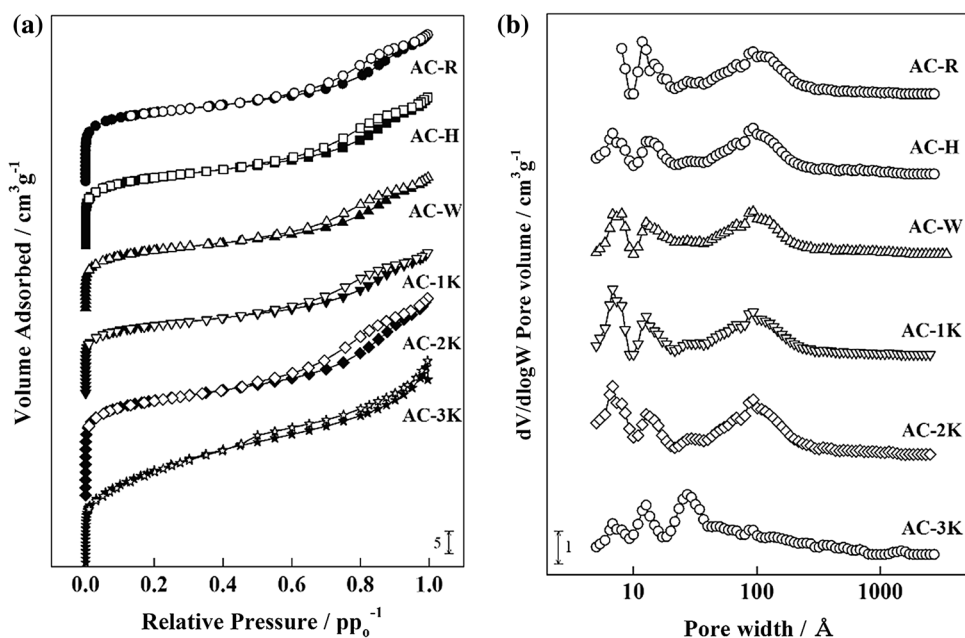 (a)
AC-R
AC-H
AC-W
AC-1K
AC-2K
AC-3K
5
Volume Adsorbed / cm³g⁻¹
0.0 0.2 0.4 0.6 0.8 1.0
Relative Pressure / ppₒ⁻¹
(b)
AC-R
AC-H
AC-W
AC-1K
AC-2K
AC-3K
1
dV/dlogW Pore volume / cm³g⁻¹
10 100 1000
Pore width / Å